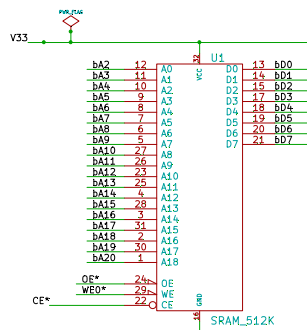 PWR_FLAG
V33
U1
32
VCC
bA2 12 A0 D0 13 bD0
bA3 11 A1 D1 14 bD1
bA4 10 A2 D2 15 bD2
bA5 9 A3 D3 17 bD3
bA6 8 A4 D4 18 bD4
bA7 7 A5 D5 19 bD5
bA8 6 A6 D6 20 bD6
bA9 5 A7 D7 21 bD7
bA10 27 A8
bA11 26 A9
bA12 23 A10
bA13 25 A11
bA14 4 A12
bA15 28 A13
bA16 3 A14
bA17 31 A15
bA18 2 A16
bA19 30 A17
bA20 1 A18
OE* 24 OE
WE0* 29 WE
CE* 22 CE
GND
16
SRAM_512K